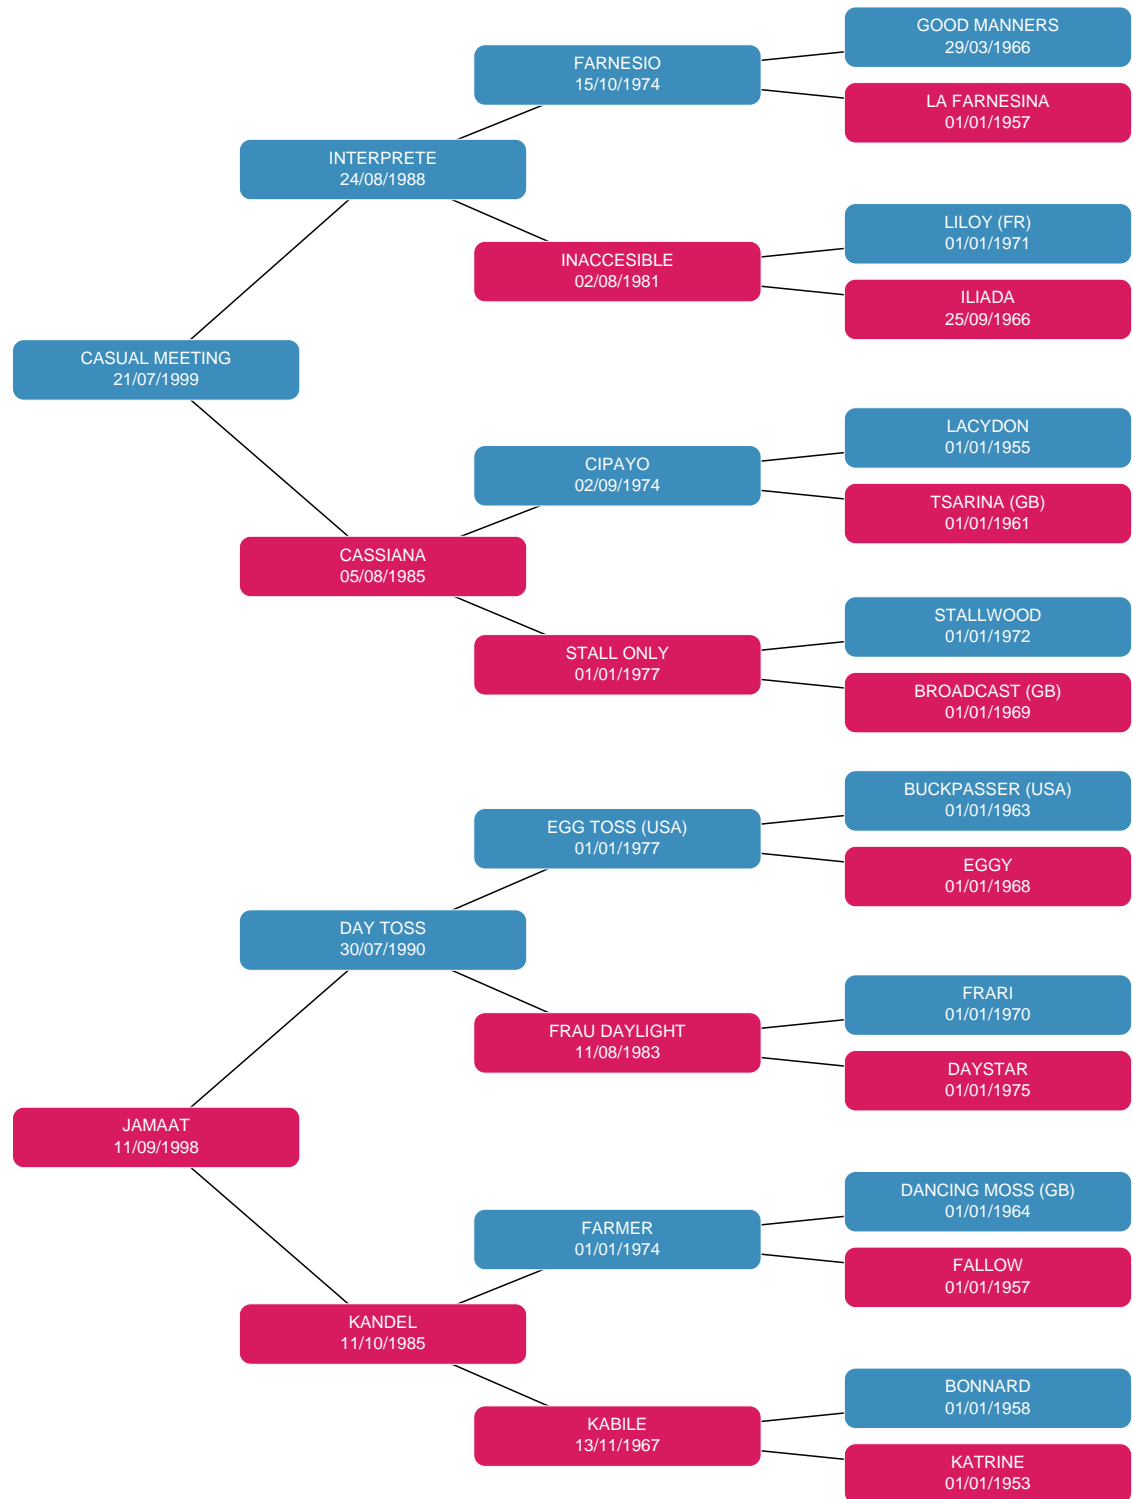 GOOD MANNERS
29/03/1966
FARNESIO
15/10/1974
LA FARNESINA
01/01/1957
INTERPRETE
24/08/1988
LILOY (FR)
01/01/1971
INACCESIBLE
02/08/1981
ILIADA
25/09/1966
CASUAL MEETING
21/07/1999
LACYDON
01/01/1955
CIPAYO
02/09/1974
TSARINA (GB)
01/01/1961
CASSIANA
05/08/1985
STALLWOOD
01/01/1972
STALL ONLY
01/01/1977
BROADCAST (GB)
01/01/1969
BUCKPASSER (USA)
01/01/1963
EGG TOSS (USA)
01/01/1977
EGGY
01/01/1968
DAY TOSS
30/07/1990
FRARI
01/01/1970
FRAU DAYLIGHT
11/08/1983
DAYSTAR
01/01/1975
JAMAAT
11/09/1998
DANCING MOSS (GB)
01/01/1964
FARMER
01/01/1974
FALLOW
01/01/1957
KANDEL
11/10/1985
BONNARD
01/01/1958
KABILE
13/11/1967
KATRINE
01/01/1953